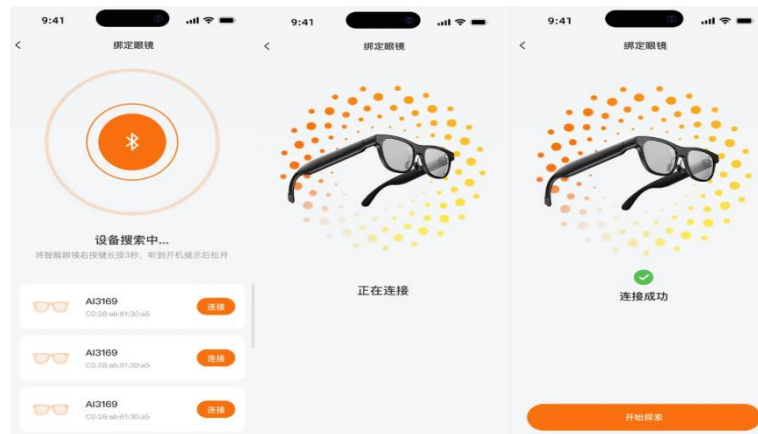 9:41
绑定眼镜
设备搜索中...
将智能眼镜右按键长按3秒，听到开机提示后松开
AI3169
C0:28:ab:61:30:a5
连接
AI3169
C0:28:ab:61:30:a5
连接
AI3169
C0:28:ab:61:30:a5
连接
9:41
绑定眼镜
正在连接
9:41
绑定眼镜
连接成功
开始探索